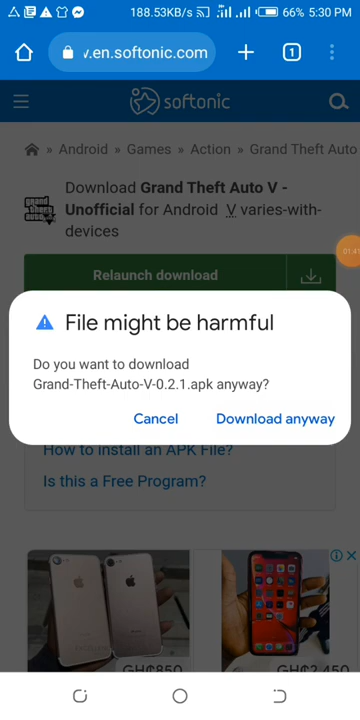 188.53KB/s 66% 5:30 PM
v.en.softonic.com 1
softonic
» Android » Games » Action » Grand Theft Auto
Download Grand Theft Auto V -
Unofficial for Android V varies-with-
devices
01:41
Relaunch download
File might be harmful
Do you want to download
Grand-Theft-Auto-V-0.2.1.apk anyway?
Cancel Download anyway
How to install an APK File?
Is this a Free Program?
GH₵850
GH₵2,450